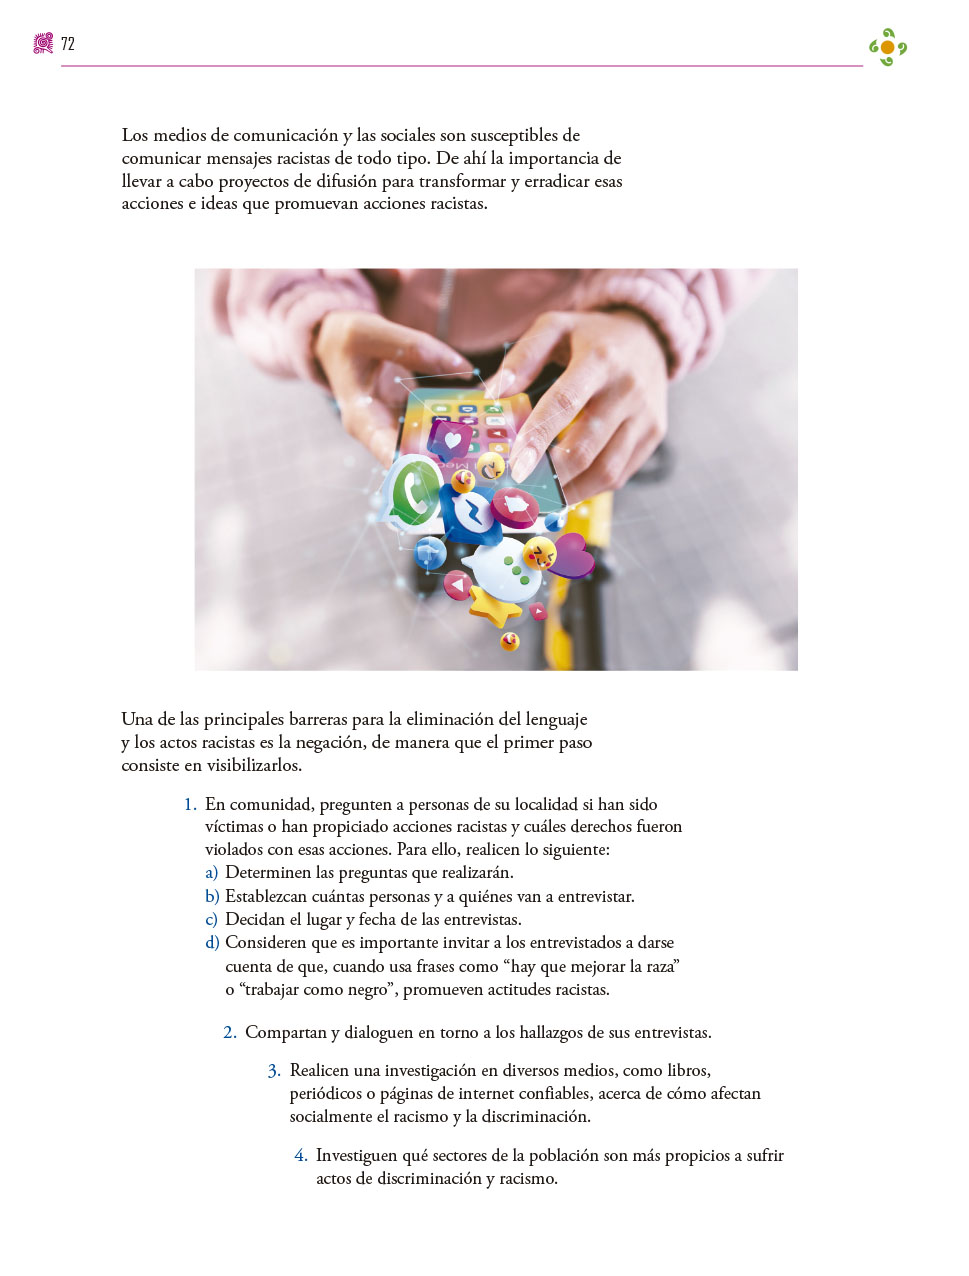 72
Los medios de comunicación y las sociales son susceptibles de
comunicar mensajes racistas de todo tipo. De ahí la importancia de
llevar a cabo proyectos de difusión para transformar y erradicar esas
acciones e ideas que promuevan acciones racistas.
Una de las principales barreras para la eliminación del lenguaje
y los actos racistas es la negación, de manera que el primer paso
consiste en visibilizarlos.
1. En comunidad, pregunten a personas de su localidad si han sido
víctimas o han propiciado acciones racistas y cuáles derechos fueron
violados con esas acciones. Para ello, realicen lo siguiente:
a) Determinen las preguntas que realizarán.
b) Establezcan cuántas personas y a quiénes van a entrevistar.
c) Decidan el lugar y fecha de las entrevistas.
d) Consideren que es importante invitar a los entrevistados a darse
cuenta de que, cuando usa frases como “hay que mejorar la raza”
o “trabajar como negro”, promueven actitudes racistas.
2. Compartan y dialoguen en torno a los hallazgos de sus entrevistas.
3. Realicen una investigación en diversos medios, como libros,
periódicos o páginas de internet confiables, acerca de cómo afectan
socialmente el racismo y la discriminación.
4. Investiguen qué sectores de la población son más propicios a sufrir
actos de discriminación y racismo.